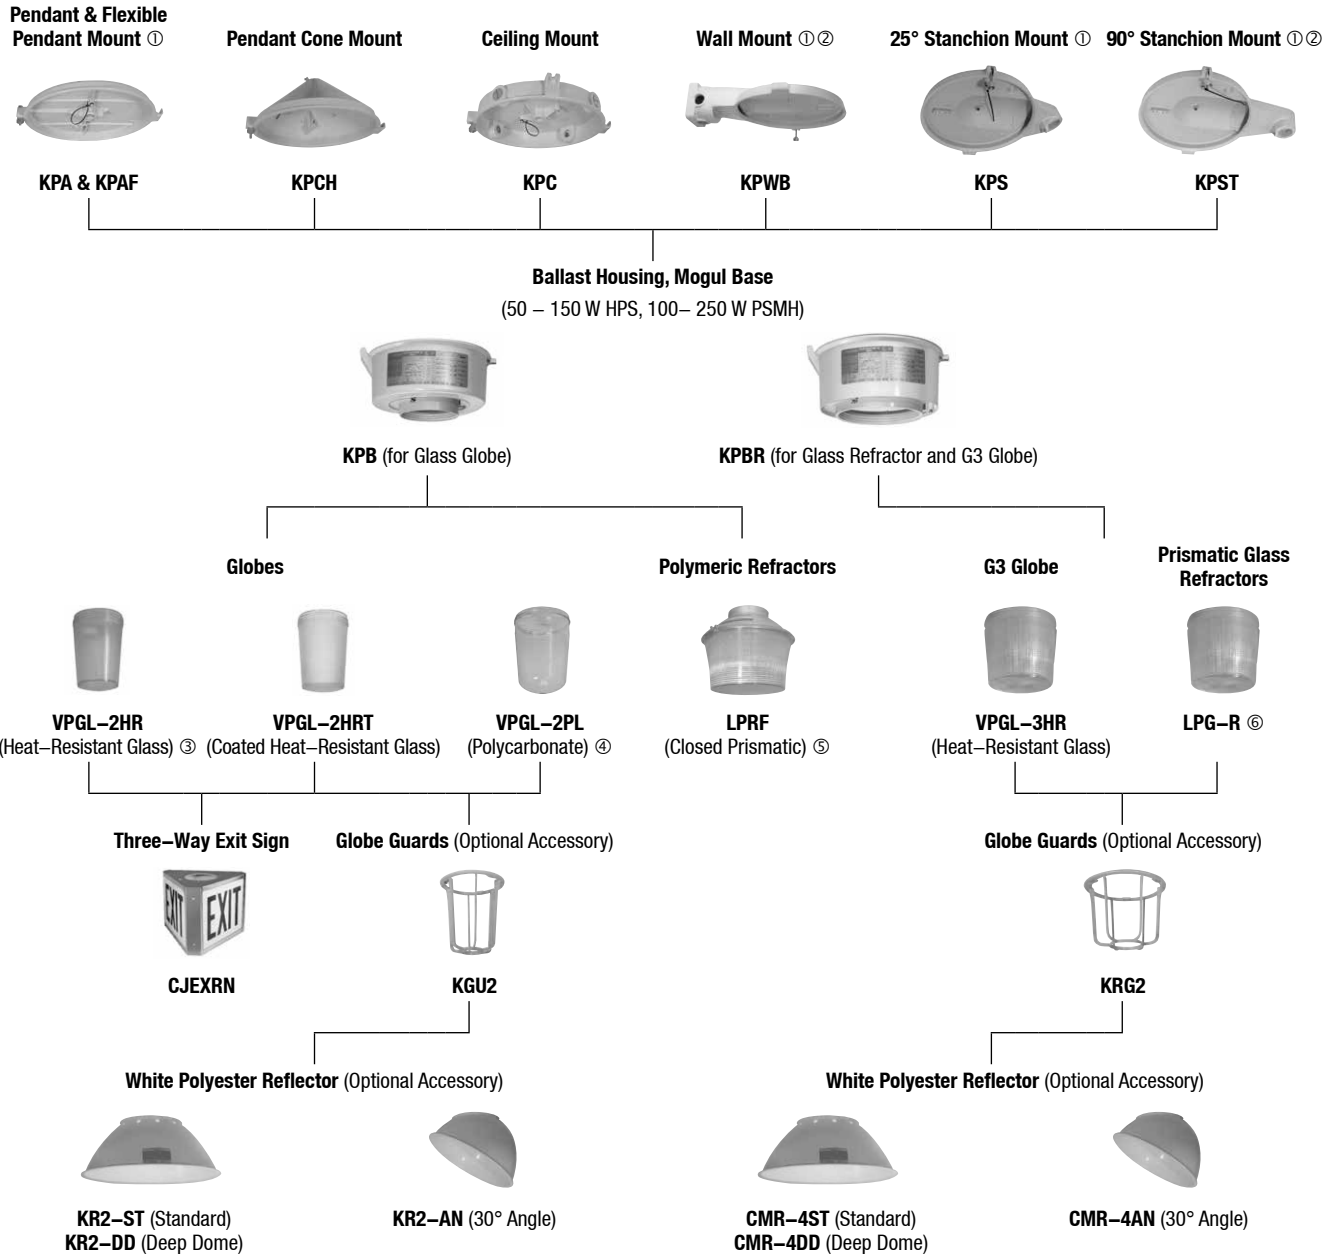 Pendant & Flexible
Pendant Mount ①
Pendant Cone Mount
Ceiling Mount
Wall Mount ①②
25° Stanchion Mount ①
90° Stanchion Mount ①②
KPA & KPAF
KPCH
KPC
KPWB
KPS
KPST
Ballast Housing, Mogul Base
(50 – 150 W HPS, 100– 250 W PSMH)
KPB (for Glass Globe)
KPBR (for Glass Refractor and G3 Globe)
Globes
Polymeric Refractors
G3 Globe
Prismatic Glass
Refractors
VPGL–2HR
(Heat–Resistant Glass) ③
VPGL–2HRT
(Coated Heat–Resistant Glass)
VPGL–2PL
(Polycarbonate) ④
LPRF
(Closed Prismatic) ⑤
VPGL–3HR
(Heat–Resistant Glass)
LPG–R ⑥
Three–Way Exit Sign
Globe Guards (Optional Accessory)
Globe Guards (Optional Accessory)
EXIT
EXIT
CJEXRN
KGU2
KRG2
White Polyester Reflector (Optional Accessory)
White Polyester Reflector (Optional Accessory)
KR2–ST (Standard)
KR2–DD (Deep Dome)
KR2–AN (30° Angle)
CMR–4ST (Standard)
CMR–4DD (Deep Dome)
CMR–4AN (30° Angle)